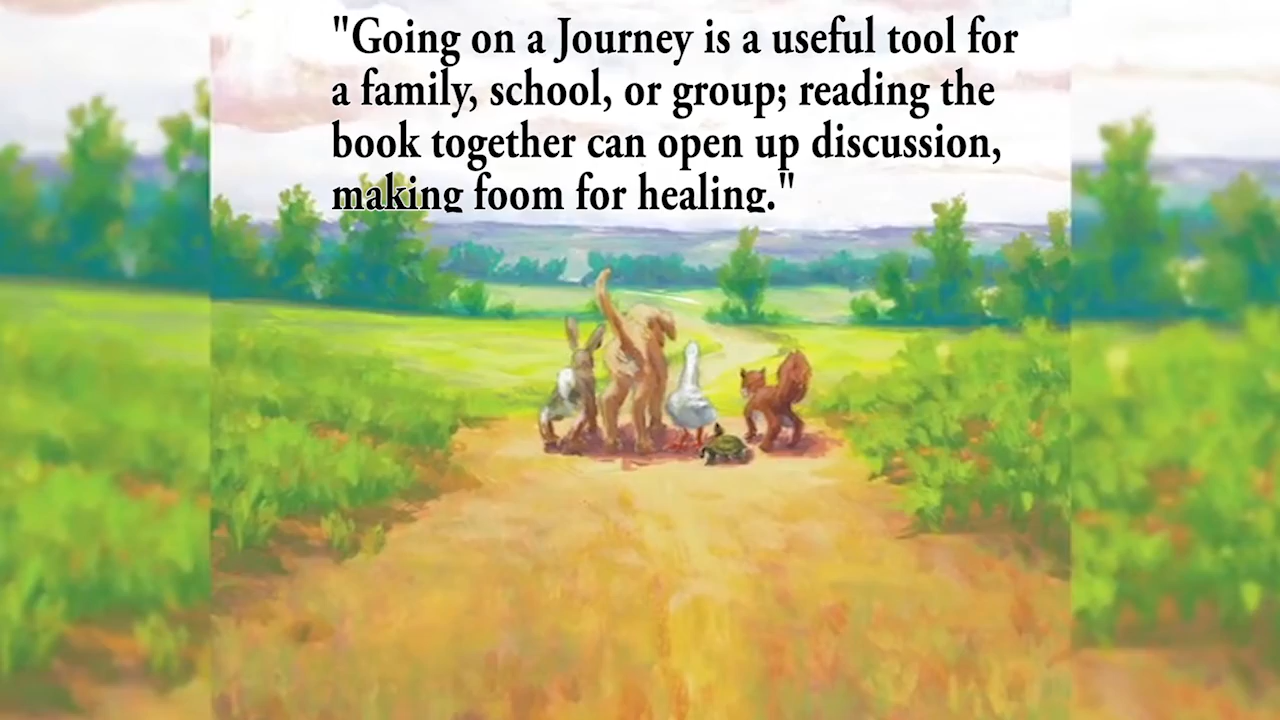 "Going on a Journey is a useful tool for
a family, school, or group; reading the
book together can open up discussion,
making foom for healing."